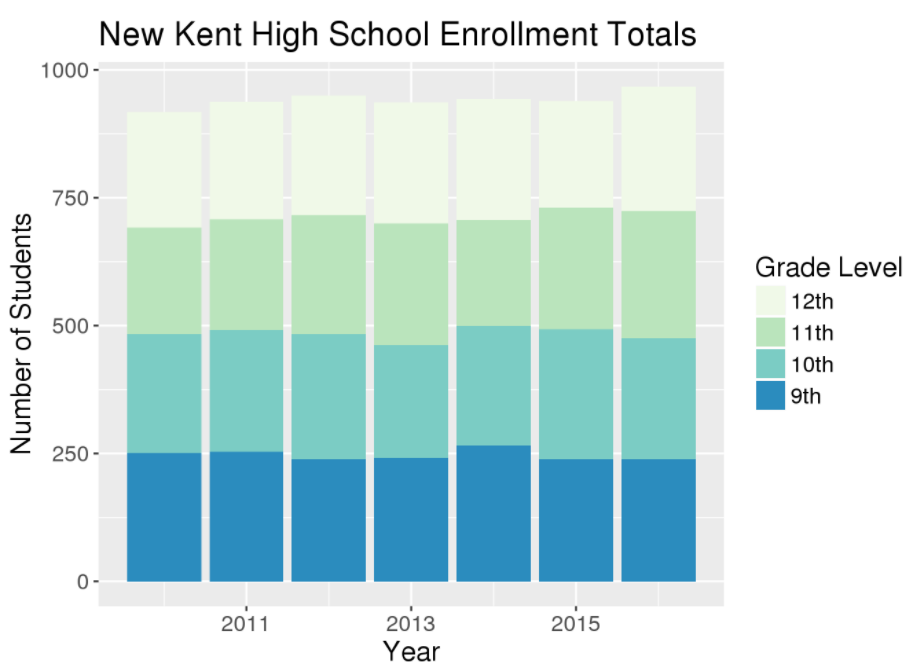 New Kent High School Enrollment Totals
1000
750
500
250
0
Number of Students
2011 2013 2015
Year
Grade Level
12th
11th
10th
9th